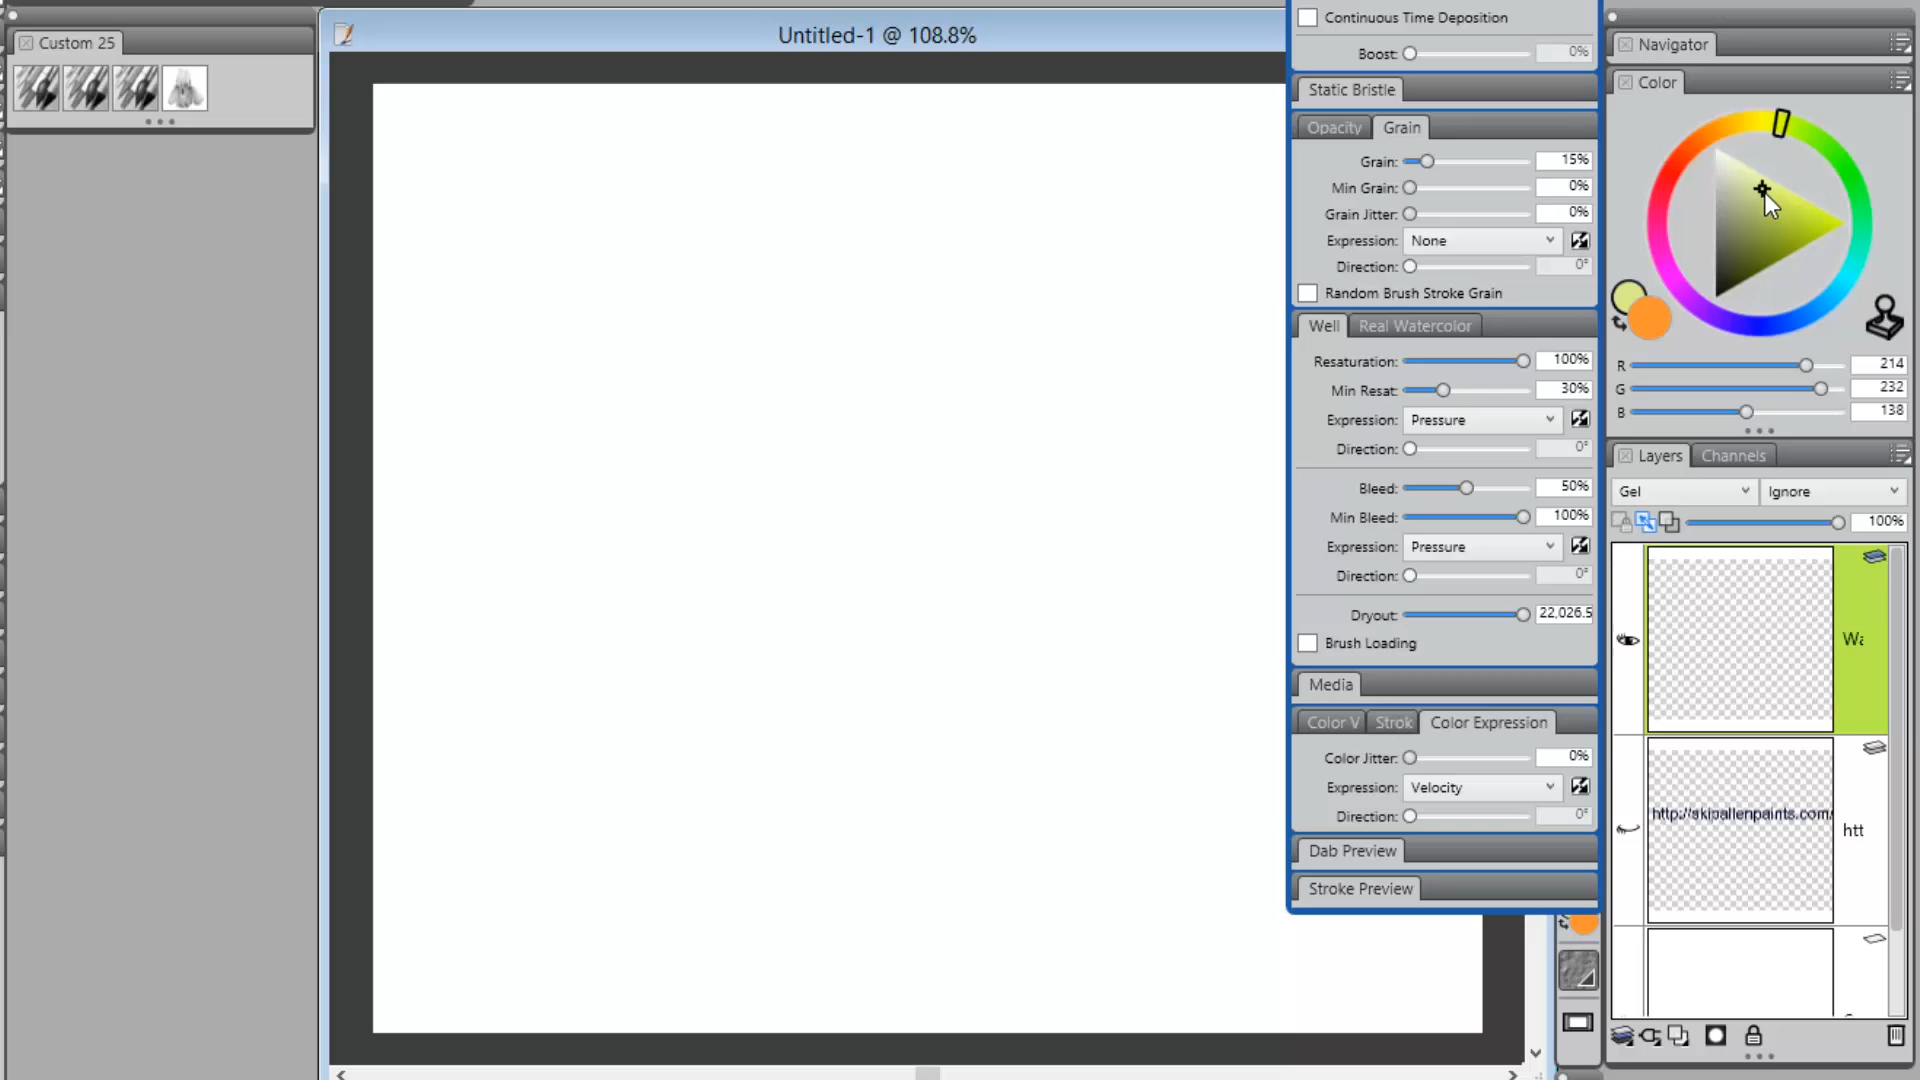 Custom 25
Untitled-1 @ 108.8%
Continuous Time Deposition
Boost: 0%
Static Bristle
Opacity Grain
Grain: 15%
Min Grain: 0%
Grain Jitter: 0%
Expression: None
Direction: 0°
Random Brush Stroke Grain
Well Real Watercolor
Resaturation: 100%
Min Resat: 30%
Expression: Pressure
Direction: 0°
Bleed: 50%
Min Bleed: 100%
Expression: Pressure
Direction: 0°
Dryout: 22,026.5
Brush Loading
Media
Color V Strok Color Expression
Color Jitter: 0%
Expression: Velocity
Direction: 0°
Dab Preview
Stroke Preview
Navigator
Color
R 214
G 232
B 138
Layers Channels
Gel Ignore
100%
Wa
http://skipallenpaints.com/
htt